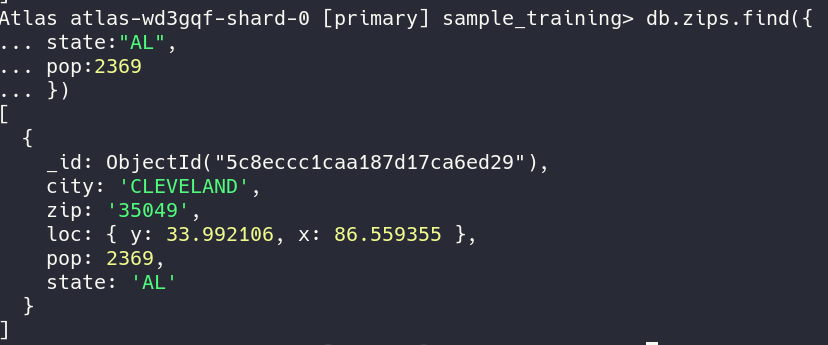 Atlas atlas-wd3gqf-shard-0 [primary] sample_training> db.zips.find({
... state:"AL",
... pop:2369
... })
[
  {
    _id: ObjectId("5c8eccc1caa187d17ca6ed29"),
    city: 'CLEVELAND',
    zip: '35049',
    loc: { y: 33.992106, x: 86.559355 },
    pop: 2369,
    state: 'AL'
  }
]